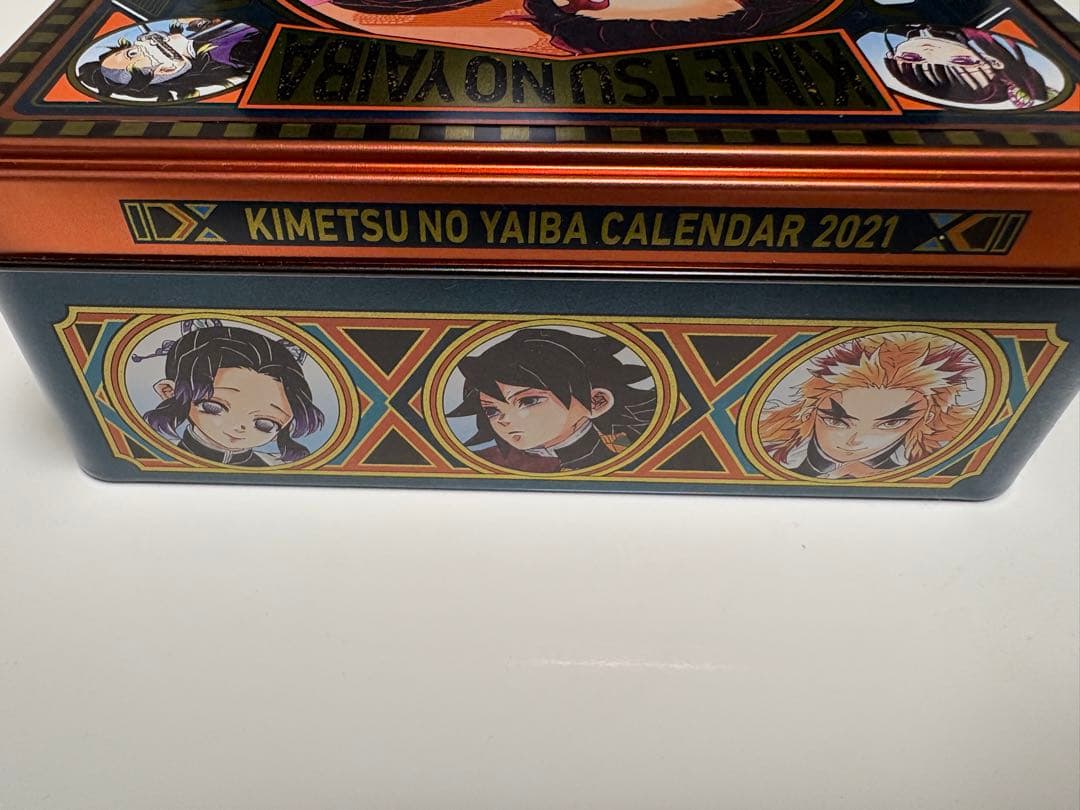 KIMETSU NO YAIBA
KIMETSU NO YAIBA CALENDAR 2021